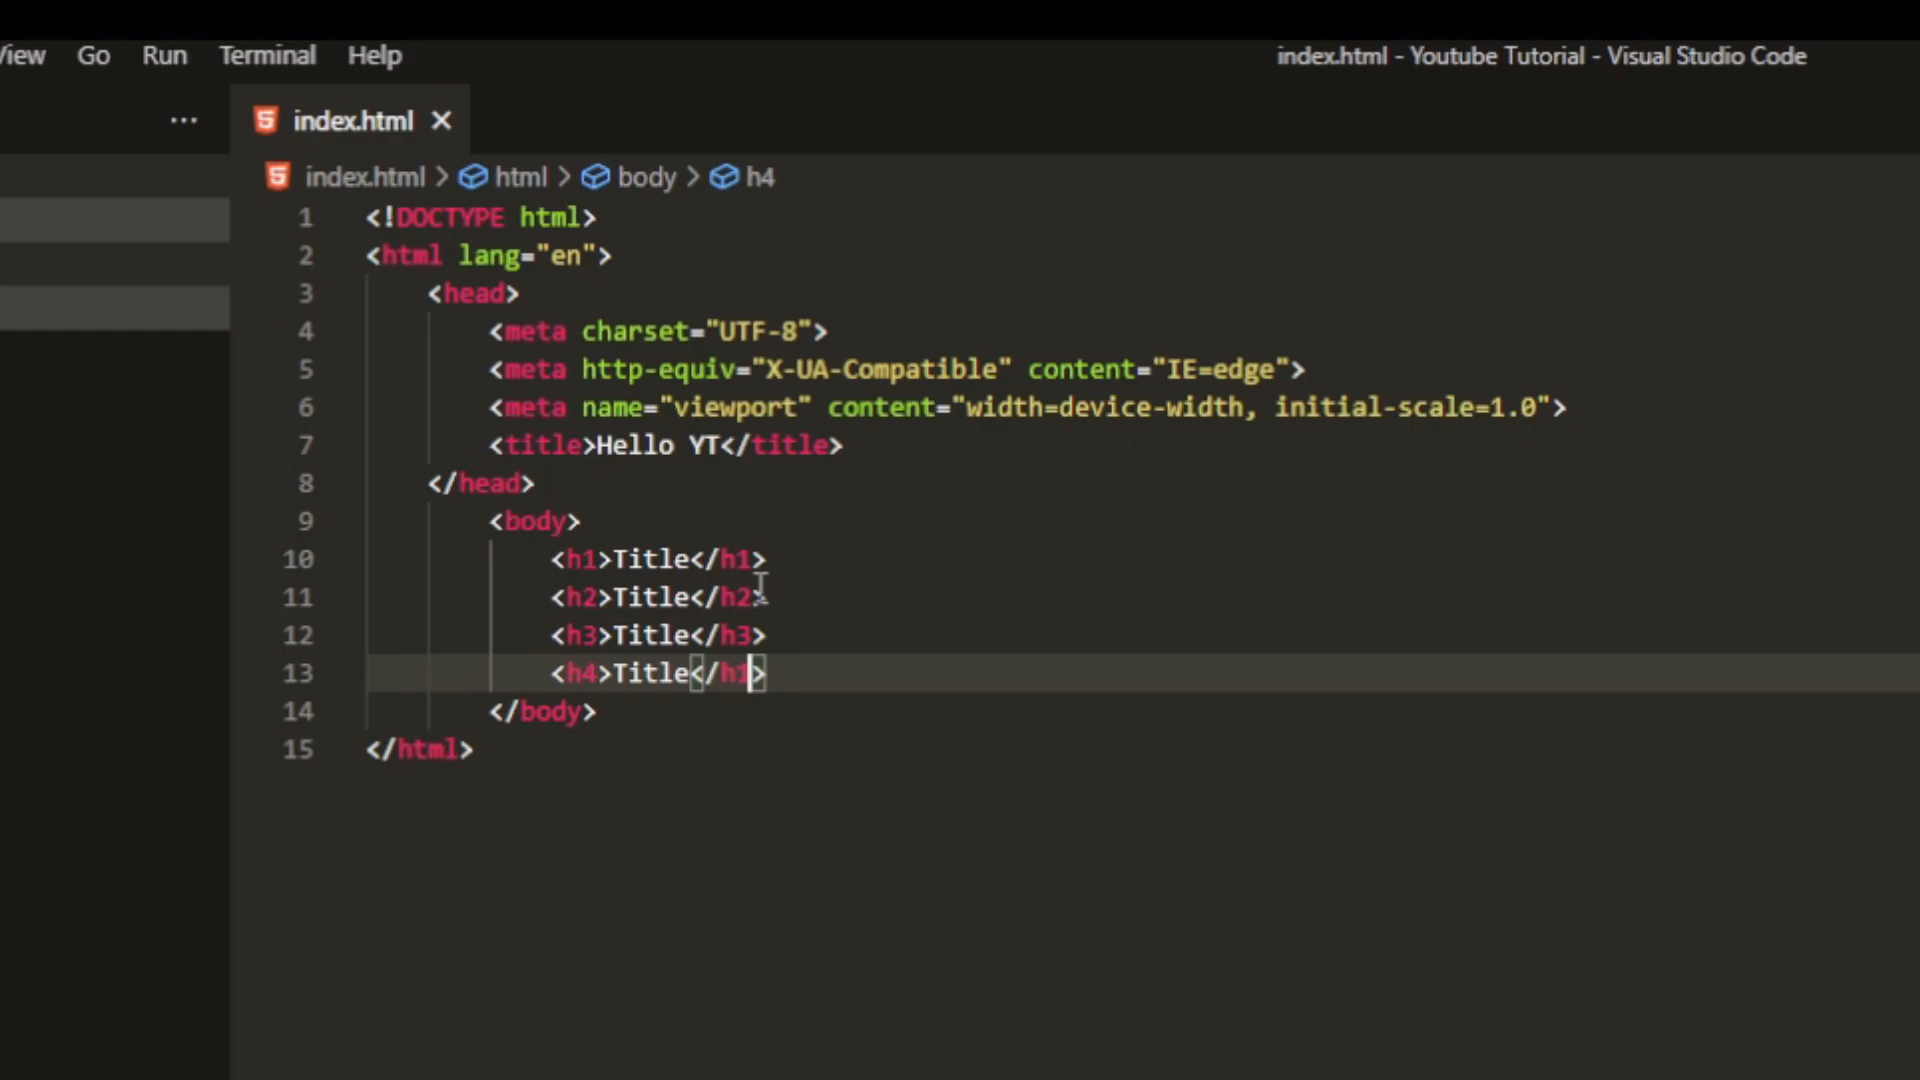 View Go Run Terminal Help index.html - Youtube Tutorial - Visual Studio Code
... index.html ×
index.html > html > body > h4
1 <!DOCTYPE html>
2 <html lang="en">
3 <head>
4 <meta charset="UTF-8">
5 <meta http-equiv="X-UA-Compatible" content="IE=edge">
6 <meta name="viewport" content="width=device-width, initial-scale=1.0">
7 <title>Hello YT</title>
8 </head>
9 <body>
10 <h1>Title</h1>
11 <h2>Title</h2>
12 <h3>Title</h3>
13 <h4>Title</h1>
14 </body>
15 </html>